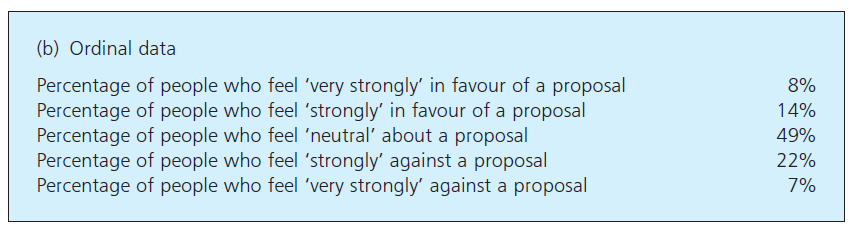 (b) Ordinal data
Percentage of people who feel ‘very strongly’ in favour of a proposal 8%
Percentage of people who feel ‘strongly’ in favour of a proposal 14%
Percentage of people who feel ‘neutral’ about a proposal 49%
Percentage of people who feel ‘strongly’ against a proposal 22%
Percentage of people who feel ‘very strongly’ against a proposal 7%